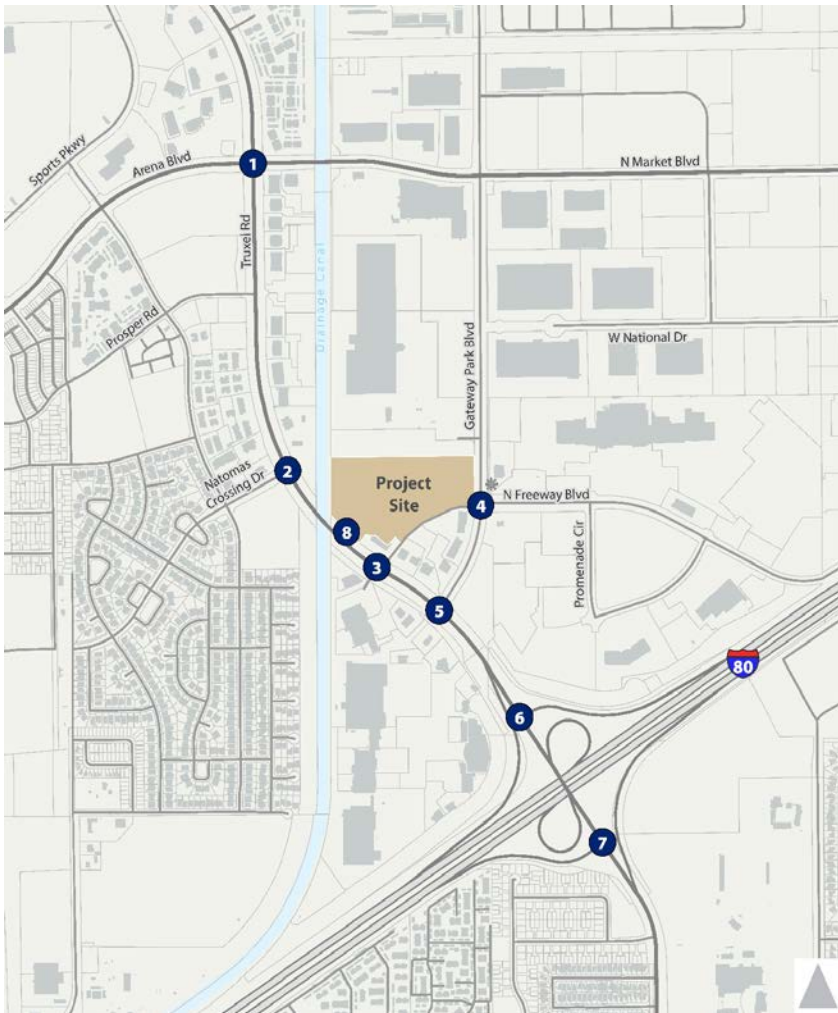 Sports Pkwy
Arena Blvd
1
N Market Blvd
Truxel Rd
Drainage Canal
Prosper Rd
Gateway Park Blvd
W National Dr
2
Natomas
Crossing Dr
Project
Site
4
N Freeway Blvd
8
3
Promenade Cir
5
80
6
7